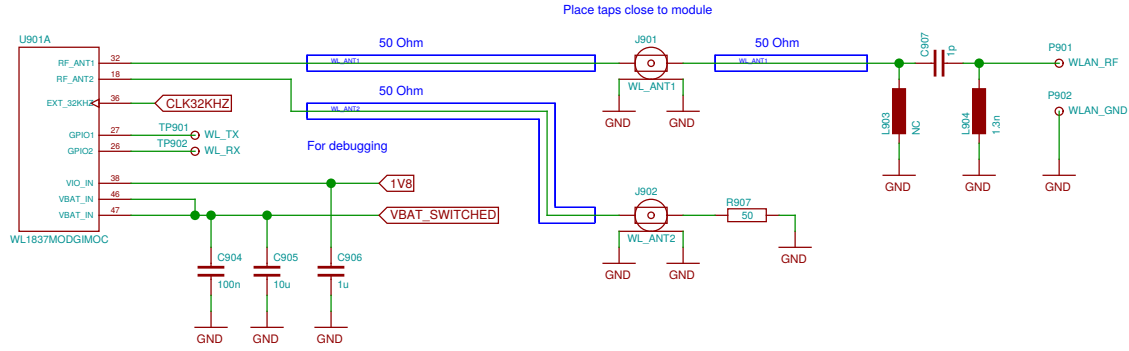 Place taps close to module
U901A
50 Ohm
J901
50 Ohm
C907
1p
P901
RF_ANT1
32
WL_ANT1
WL_ANT1
WLAN_RF
RF_ANT2
18
WL_ANT1
50 Ohm
P902
EXT_32KHZ
36
CLK32KHZ
WL_ANT2
GND
GND
L903
NC
L904
1.3n
WLAN_GND
TP901
GPIO1
27
WL_TX
TP902
GPIO2
26
WL_RX
For debugging
VIO_IN
38
1V8
GND
GND
GND
VBAT_IN
46
J902
R907
VBAT_IN
47
VBAT_SWITCHED
50
WL1837MODGIMOC
WL_ANT2
C904
C905
C906
GND
GND
GND
100n
10u
1u
GND
GND
GND